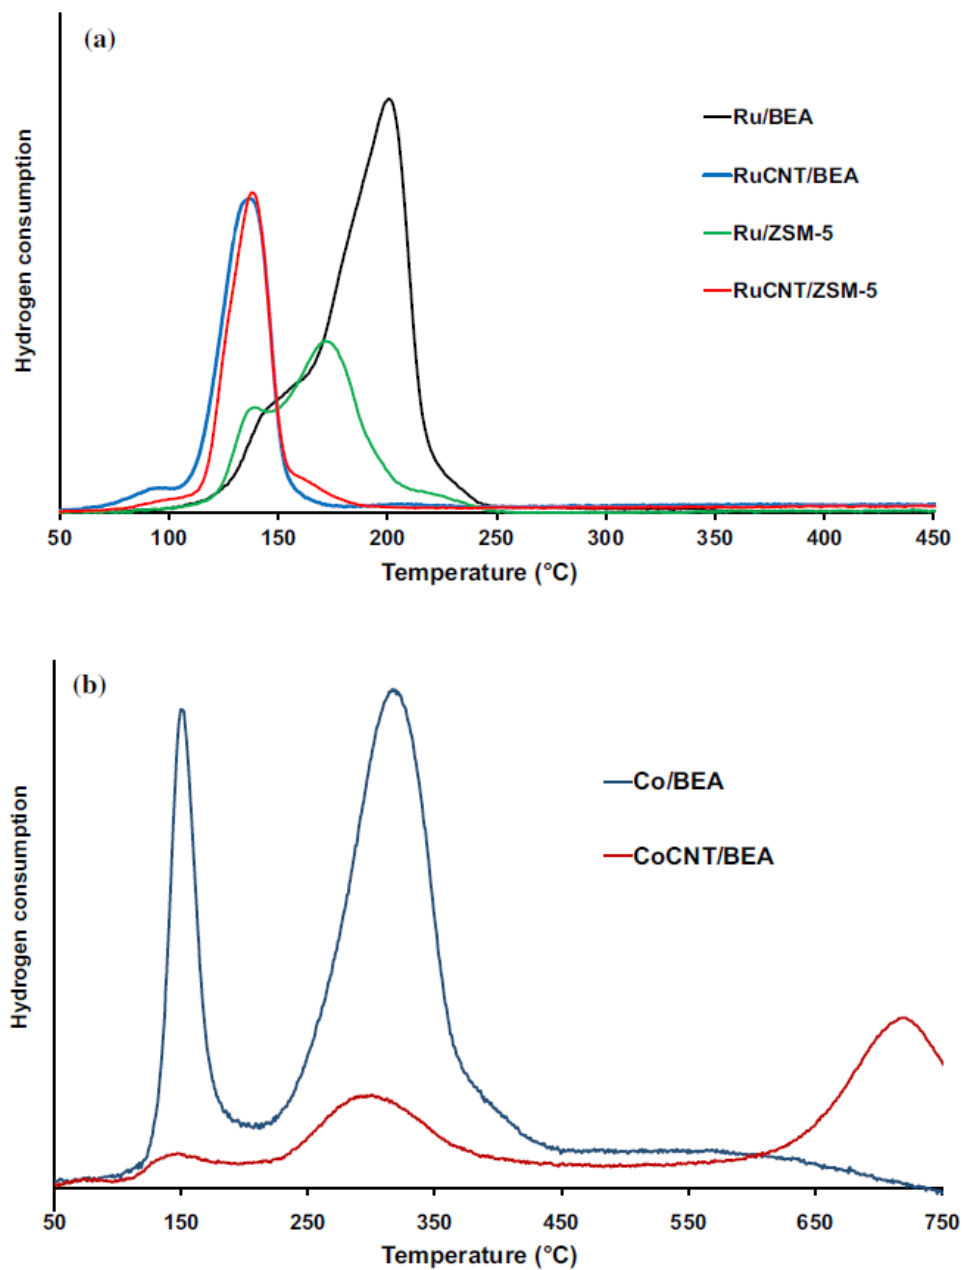 (a)
Hydrogen consumption
Ru/BEA
RuCNT/BEA
Ru/ZSM-5
RuCNT/ZSM-5
50 100 150 200 250 300 350 400 450
Temperature (°C)
(b)
Hydrogen consumption
Co/BEA
CoCNT/BEA
50 150 250 350 450 550 650 750
Temperature (°C)